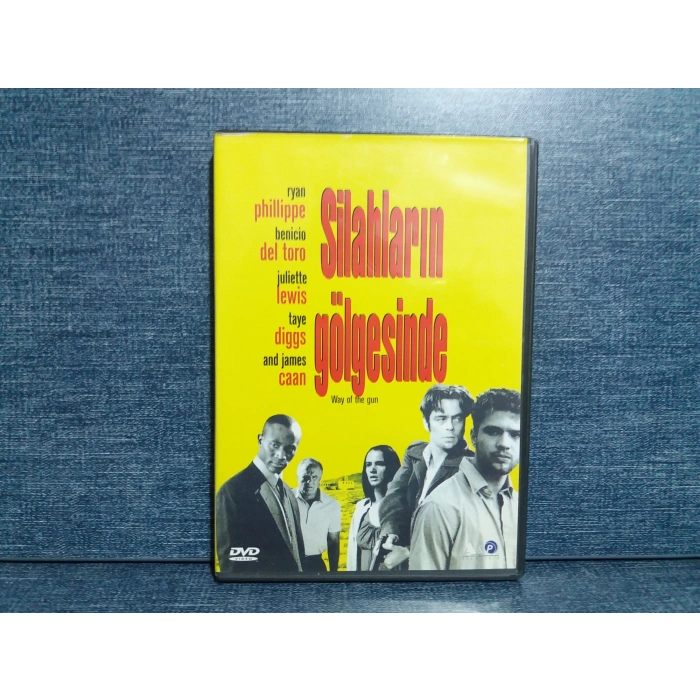 ryan
phillippe
benicio
del toro
juliette
lewis
taye
diggs
and james
caan
Silahların
gölgesinde
Way of the gun
DVD
VIDEO
P